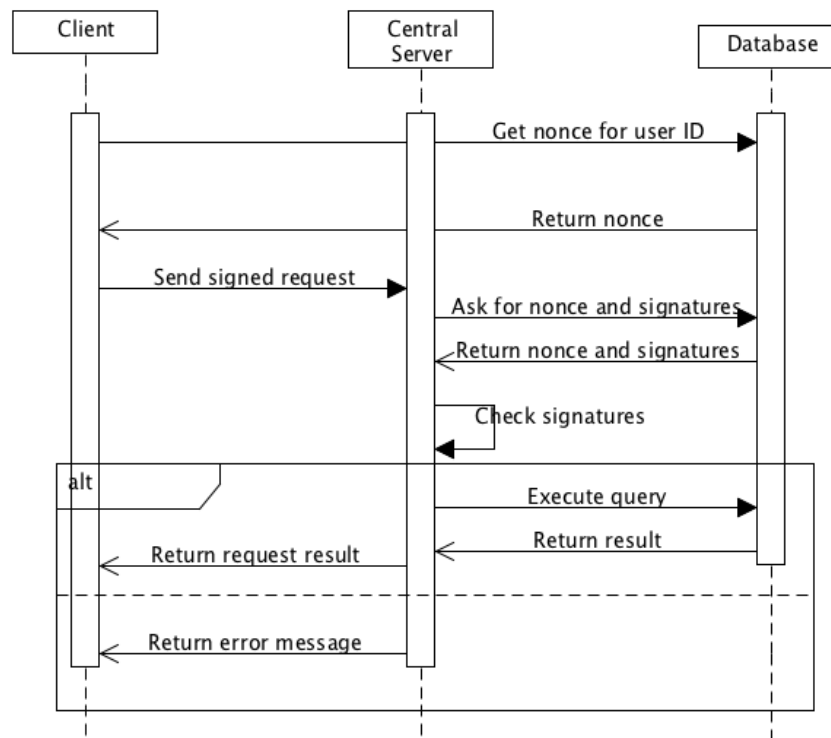 Client
Central
Server
Database
Get nonce for user ID
Return nonce
Send signed request
Ask for nonce and signatures
Return nonce and signatures
Check signatures
alt
Execute query
Return result
Return request result
Return error message